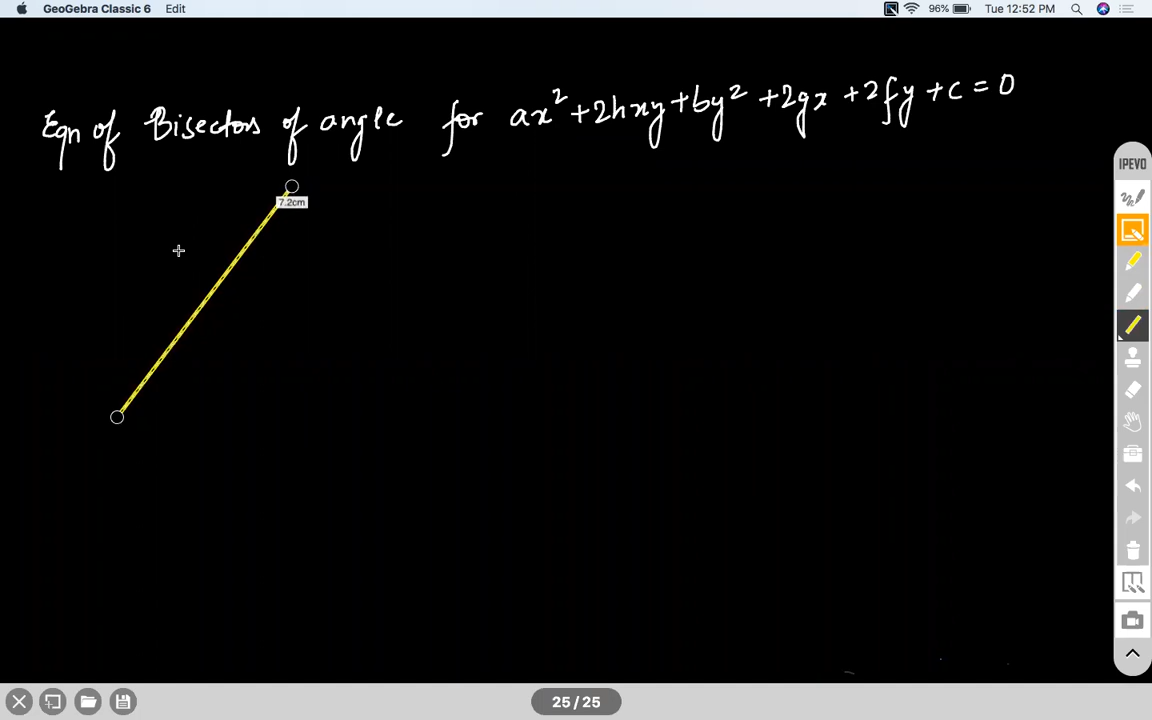 GeoGebra Classic 6 Edit 96% Tue 12:52 PM
Eqn of Bisectors of angle for ax²+2hxy+by²+2gx+2fy+c=0
IPEVO
7.2cm
25/25